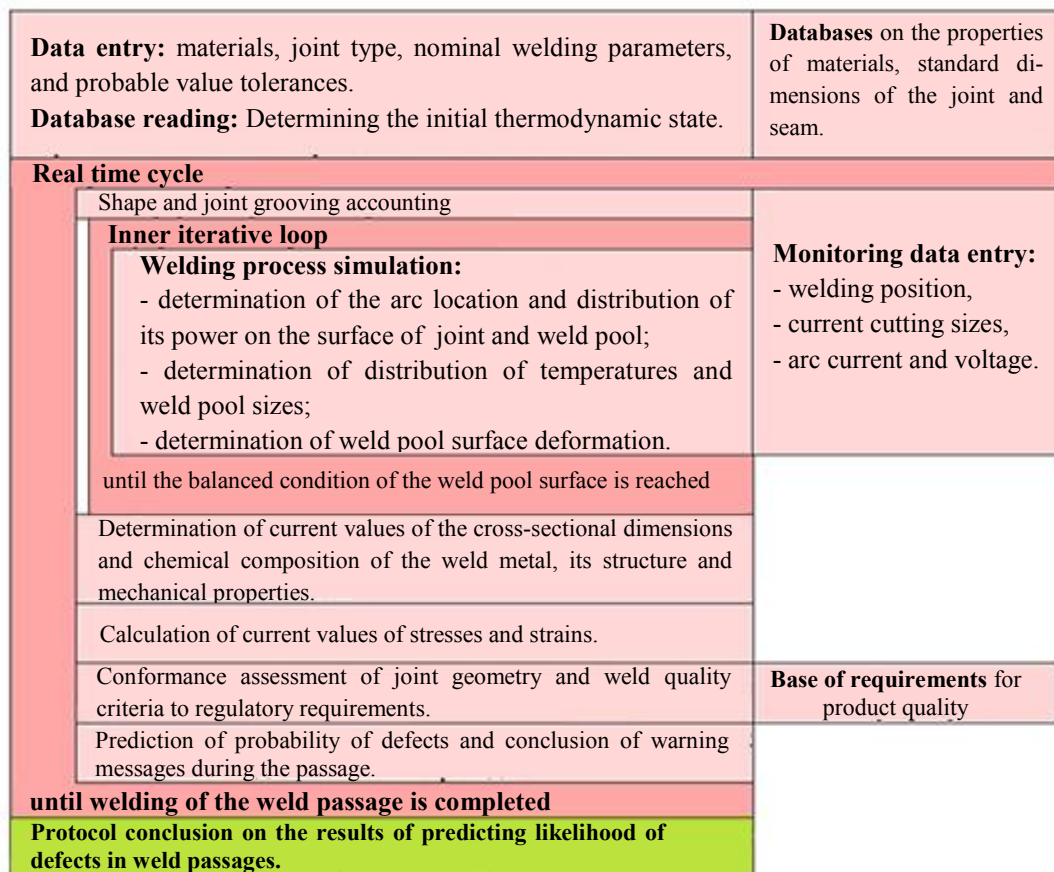 Data entry: materials, joint type, nominal welding parameters,
and probable value tolerances.
Database reading: Determining the initial thermodynamic state.
Databases on the properties
of materials, standard di-
mensions of the joint and
seam.
Real time cycle
Shape and joint grooving accounting
Inner iterative loop
Welding process simulation:
- determination of the arc location and distribution of
its power on the surface of joint and weld pool;
- determination of distribution of temperatures and
weld pool sizes;
- determination of weld pool surface deformation.
until the balanced condition of the weld pool surface is reached
Monitoring data entry:
- welding position,
- current cutting sizes,
- arc current and voltage.
Determination of current values of the cross-sectional dimensions
and chemical composition of the weld metal, its structure and
mechanical properties.
Calculation of current values of stresses and strains.
Conformance assessment of joint geometry and weld quality
criteria to regulatory requirements.
Base of requirements for
product quality
Prediction of probability of defects and conclusion of warning
messages during the passage.
until welding of the weld passage is completed
Protocol conclusion on the results of predicting likelihood of
defects in weld passages.